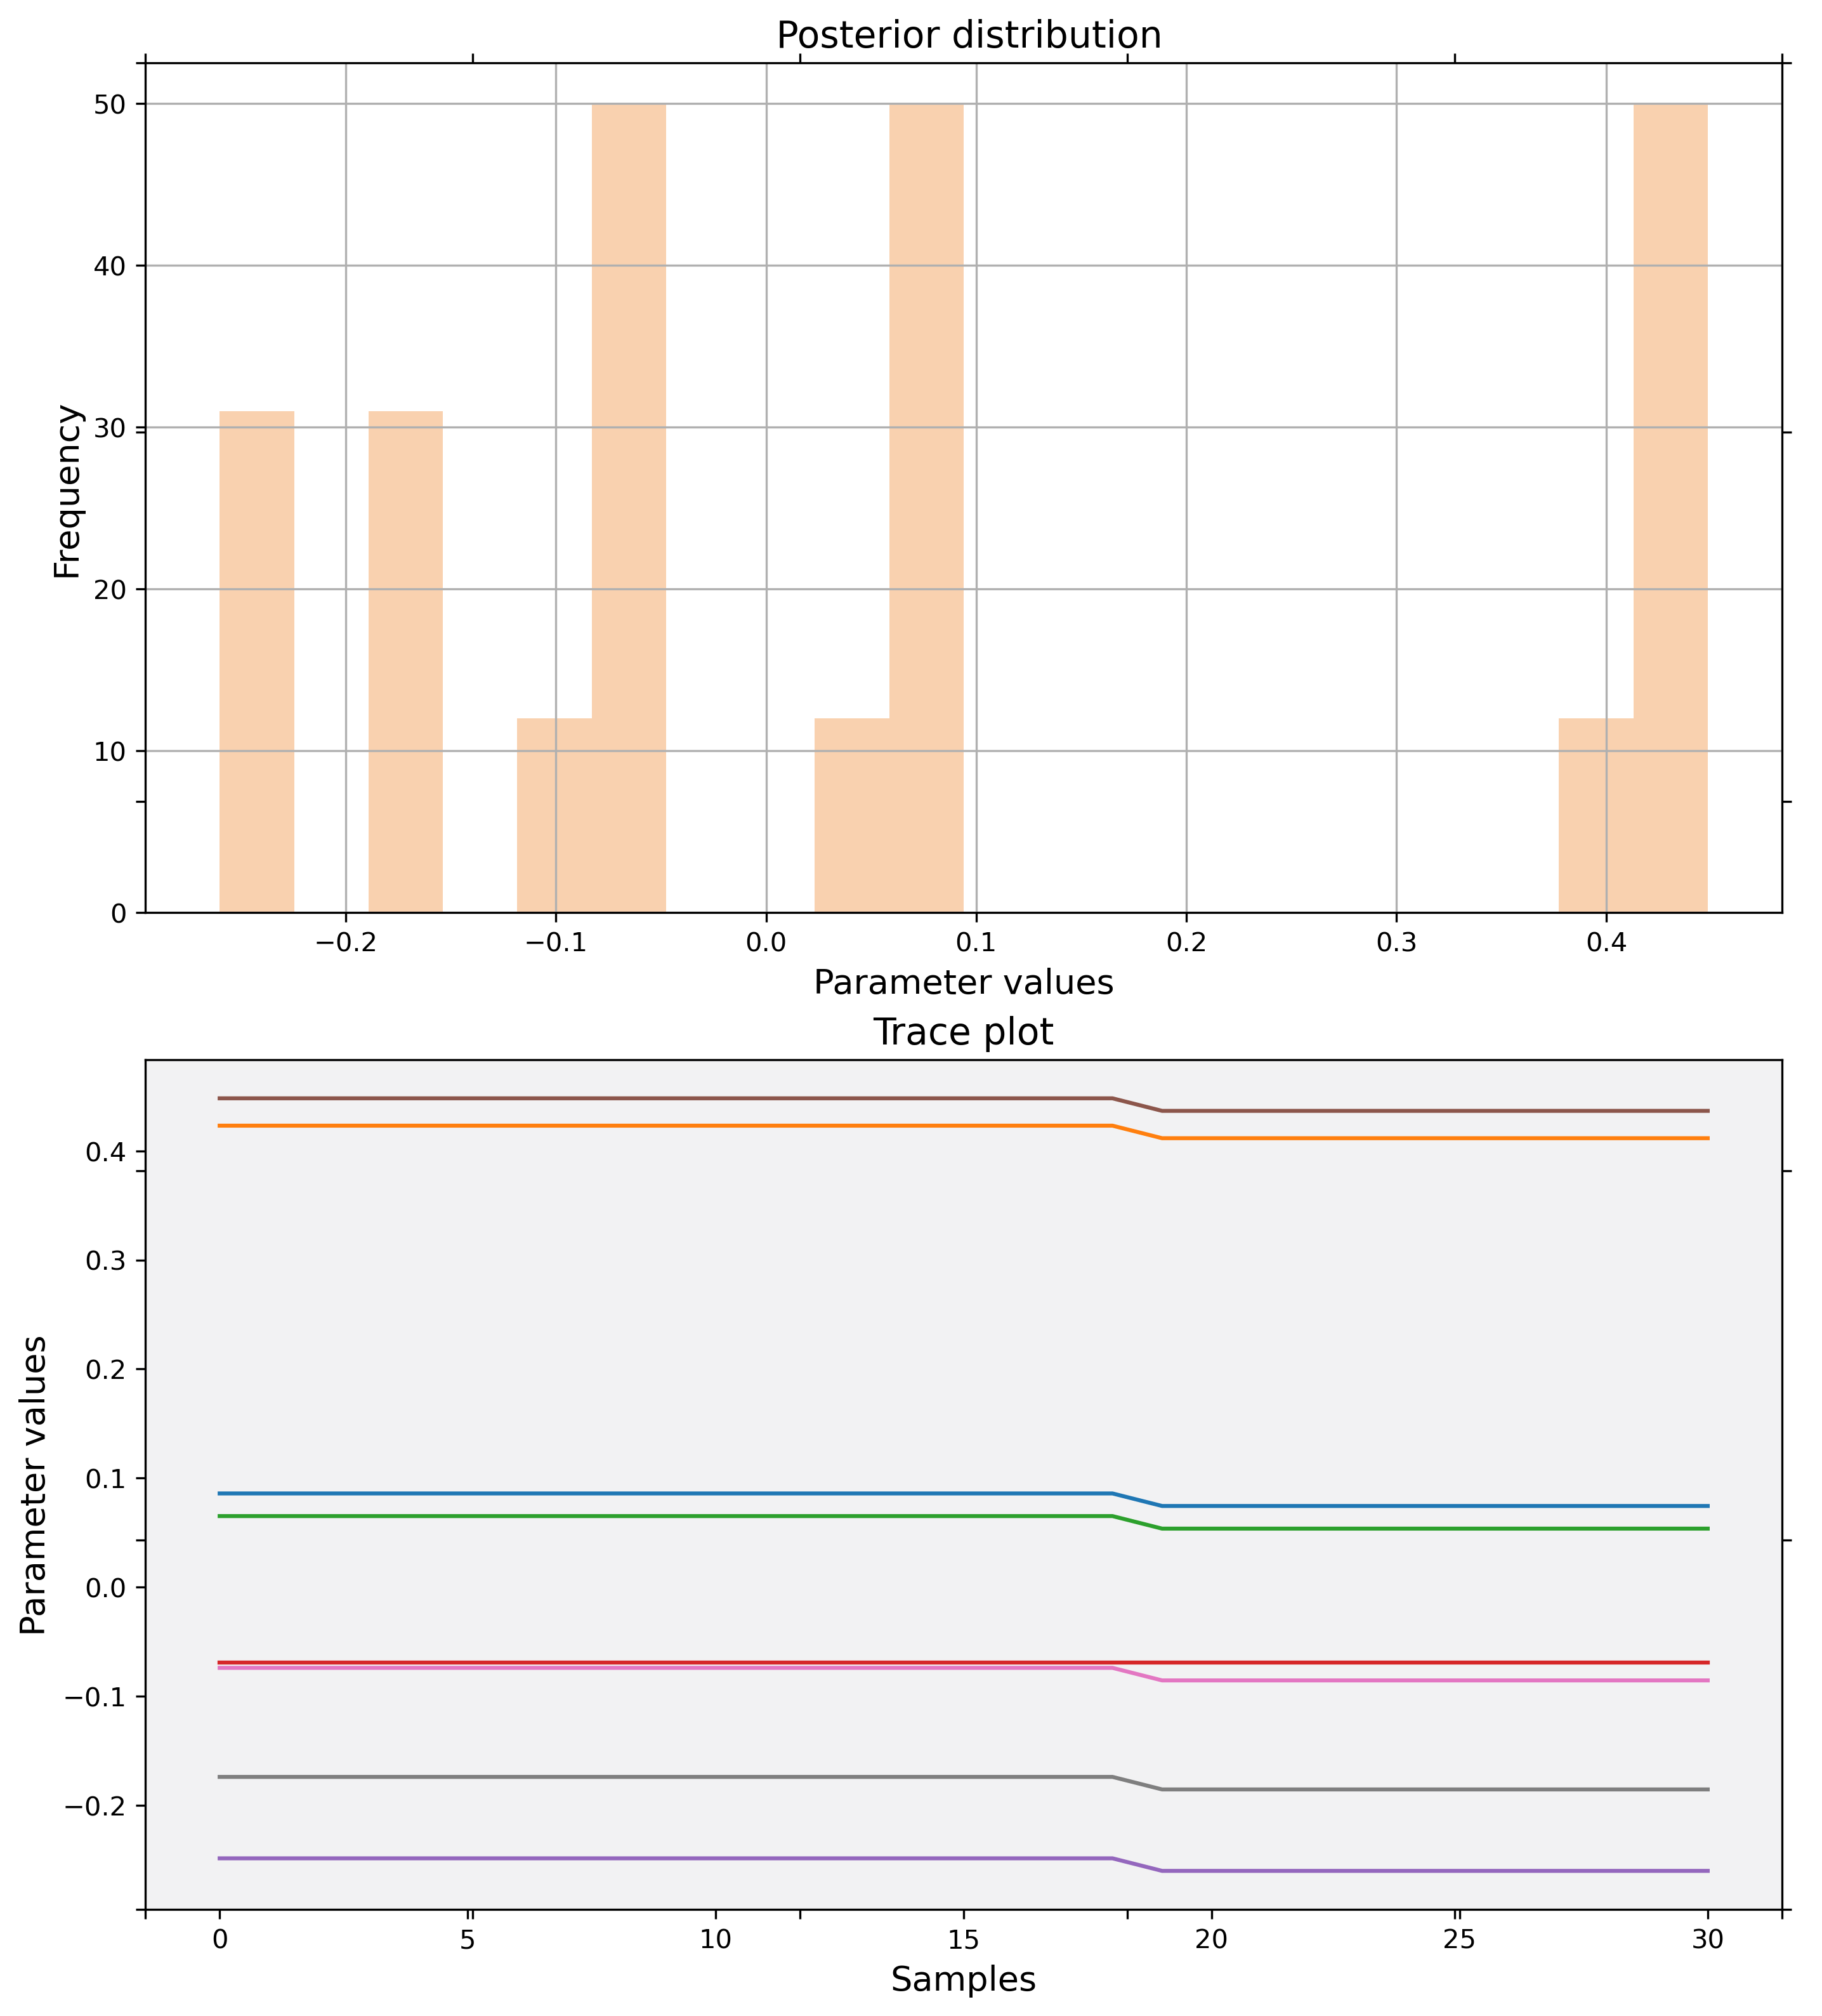 Posterior distribution
50
40
30
20
10
0
Frequency
−0.2 −0.1 0.0 0.1 0.2 0.3 0.4
Parameter values
Trace plot
0.4
0.3
0.2
0.1
0.0
−0.1
−0.2
Parameter values
0 5 10 15 20 25 30
Samples